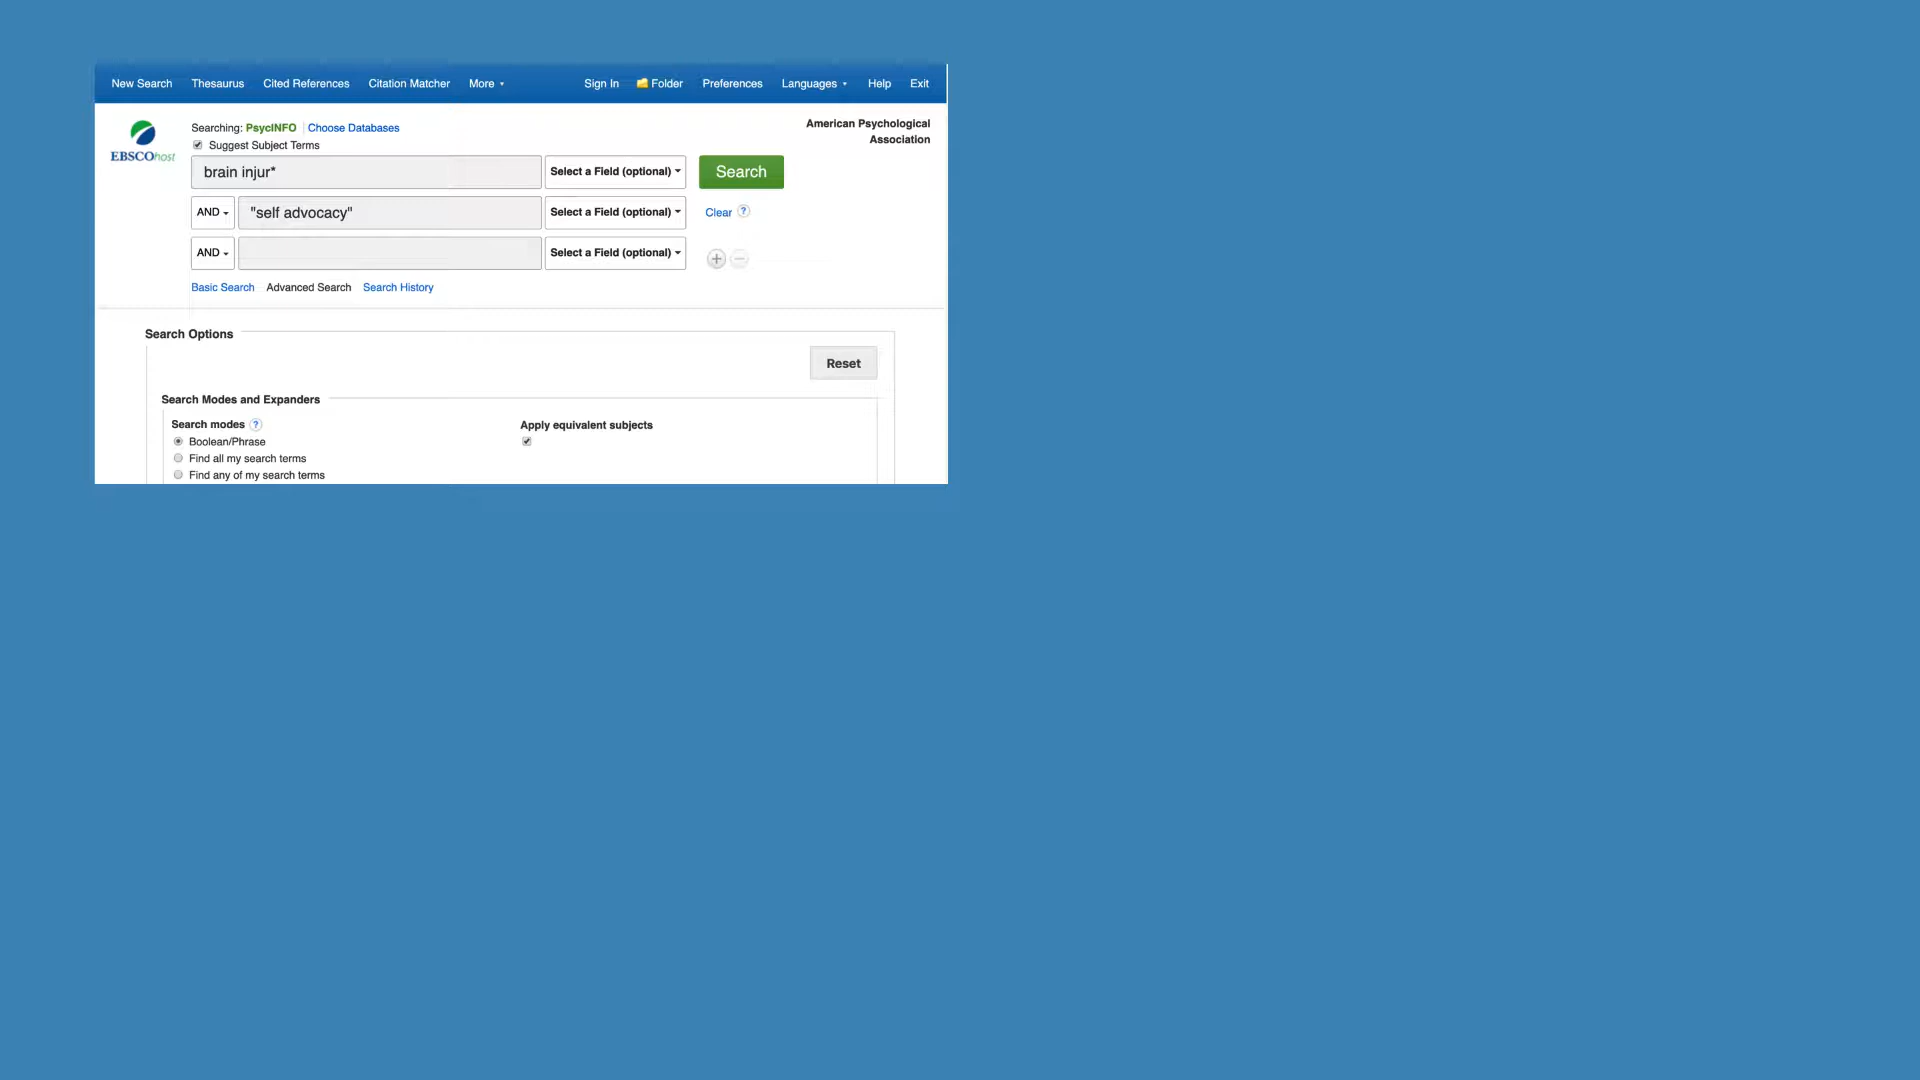 New Search Thesaurus Cited References Citation Matcher More Sign In Folder Preferences Languages Help Exit
EBSCOhost
Searching: PsycINFO Choose Databases
American Psychological
Association
Suggest Subject Terms
brain injur* Select a Field (optional) Search
AND "self advocacy" Select a Field (optional) Clear ?
AND Select a Field (optional)
Basic Search Advanced Search Search History
Search Options
Reset
Search Modes and Expanders
Search modes ? Apply equivalent subjects
Boolean/Phrase
Find all my search terms
Find any of my search terms